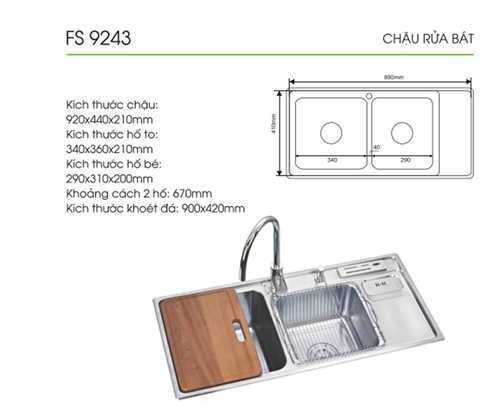 FS 9243
CHẬU RỬA BÁT
Kích thước chậu:
920x440x210mm
Kích thước hố to:
340x360x210mm
Kích thước hố bé:
290x310x200mm
Khoảng cách 2 hố: 670mm
Kích thước khoét đá: 900x420mm
890mm
410mm
40
340
290